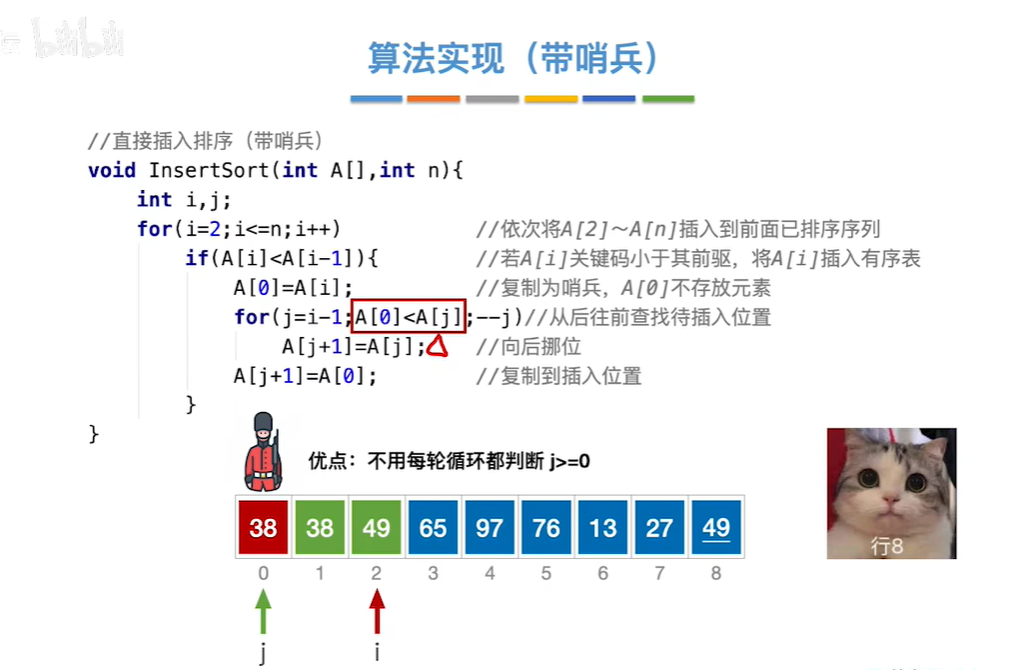 bilibili
算法实现（带哨兵）
//直接插入排序（带哨兵）
void InsertSort(int A[],int n){
int i,j;
for(i=2;i<=n;i++) //依次将A[2]～A[n]插入到前面已排序序列
if(A[i]<A[i-1]){ //若A[i]关键码小于其前驱，将A[i]插入有序表
A[0]=A[i]; //复制为哨兵，A[0]不存放元素
for(j=i-1;A[0]<A[j];--j)//从后往前查找待插入位置
A[j+1]=A[j]; //向后挪位
A[j+1]=A[0]; //复制到插入位置
}
}
优点：不用每轮循环都判断 j>=0
38 38 49 65 97 76 13 27 49
0 1 2 3 4 5 6 7 8
j i
行8